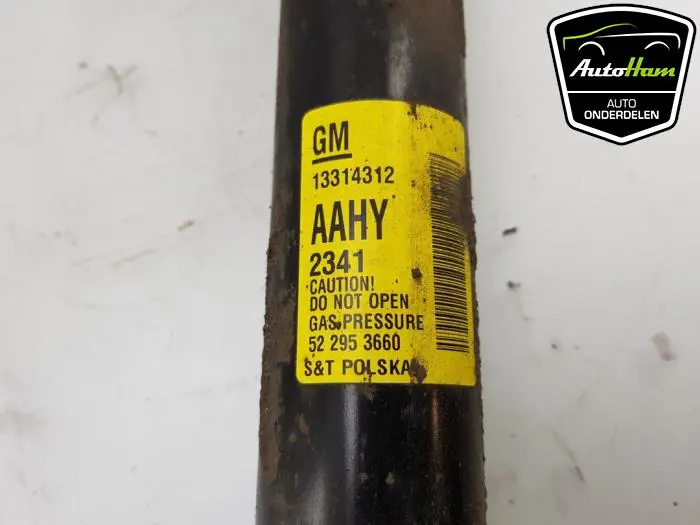 AutoHam
AUTO
ONDERDELEN
GM
13314312
AAHY
2341
CAUTION!
DO NOT OPEN
GAS PRESSURE
52 295 3660
S&T POLSKA